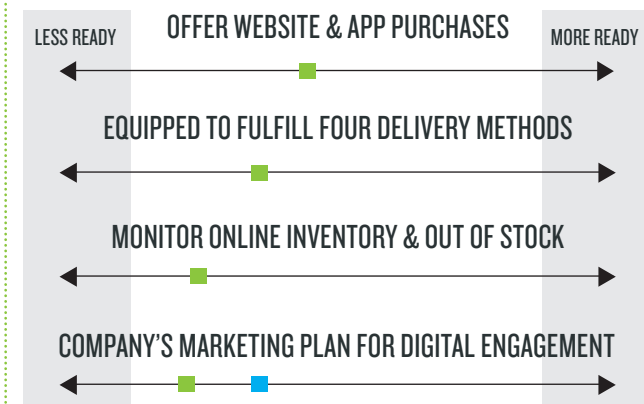 LESS READY
OFFER WEBSITE & APP PURCHASES
MORE READY
EQUIPPED TO FULFILL FOUR DELIVERY METHODS
MONITOR ONLINE INVENTORY & OUT OF STOCK
COMPANY'S MARKETING PLAN FOR DIGITAL ENGAGEMENT